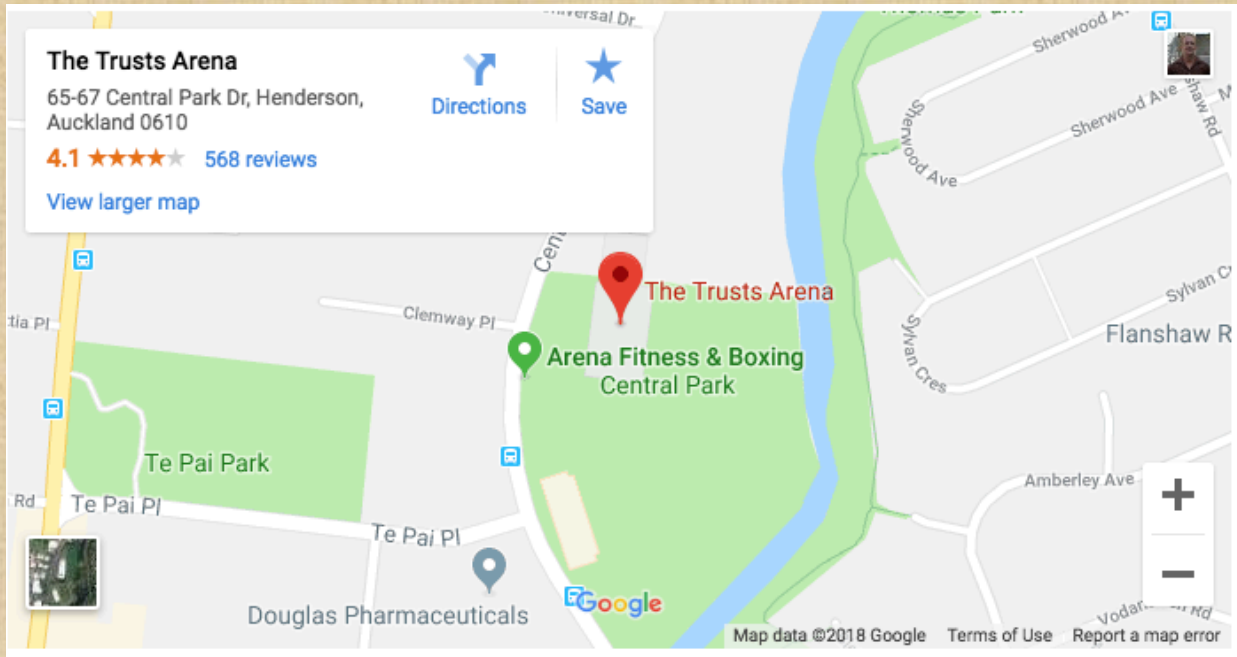 The Trusts Arena
65-67 Central Park Dr, Henderson,
Auckland 0610
4.1
568 reviews
View larger map
Directions
Save
Sherwood Ave
Sherwood Ave
Sylvan Cres
Flanshaw R
Clemway Pl
The Trusts Arena
Arena Fitness & Boxing
Central Park
Te Pai Park
Rd
Te Pai Pl
Te Pai Pl
Amberley Ave
Douglas Pharmaceuticals
Google
Map data ©2018 Google
Terms of Use
Report a map error